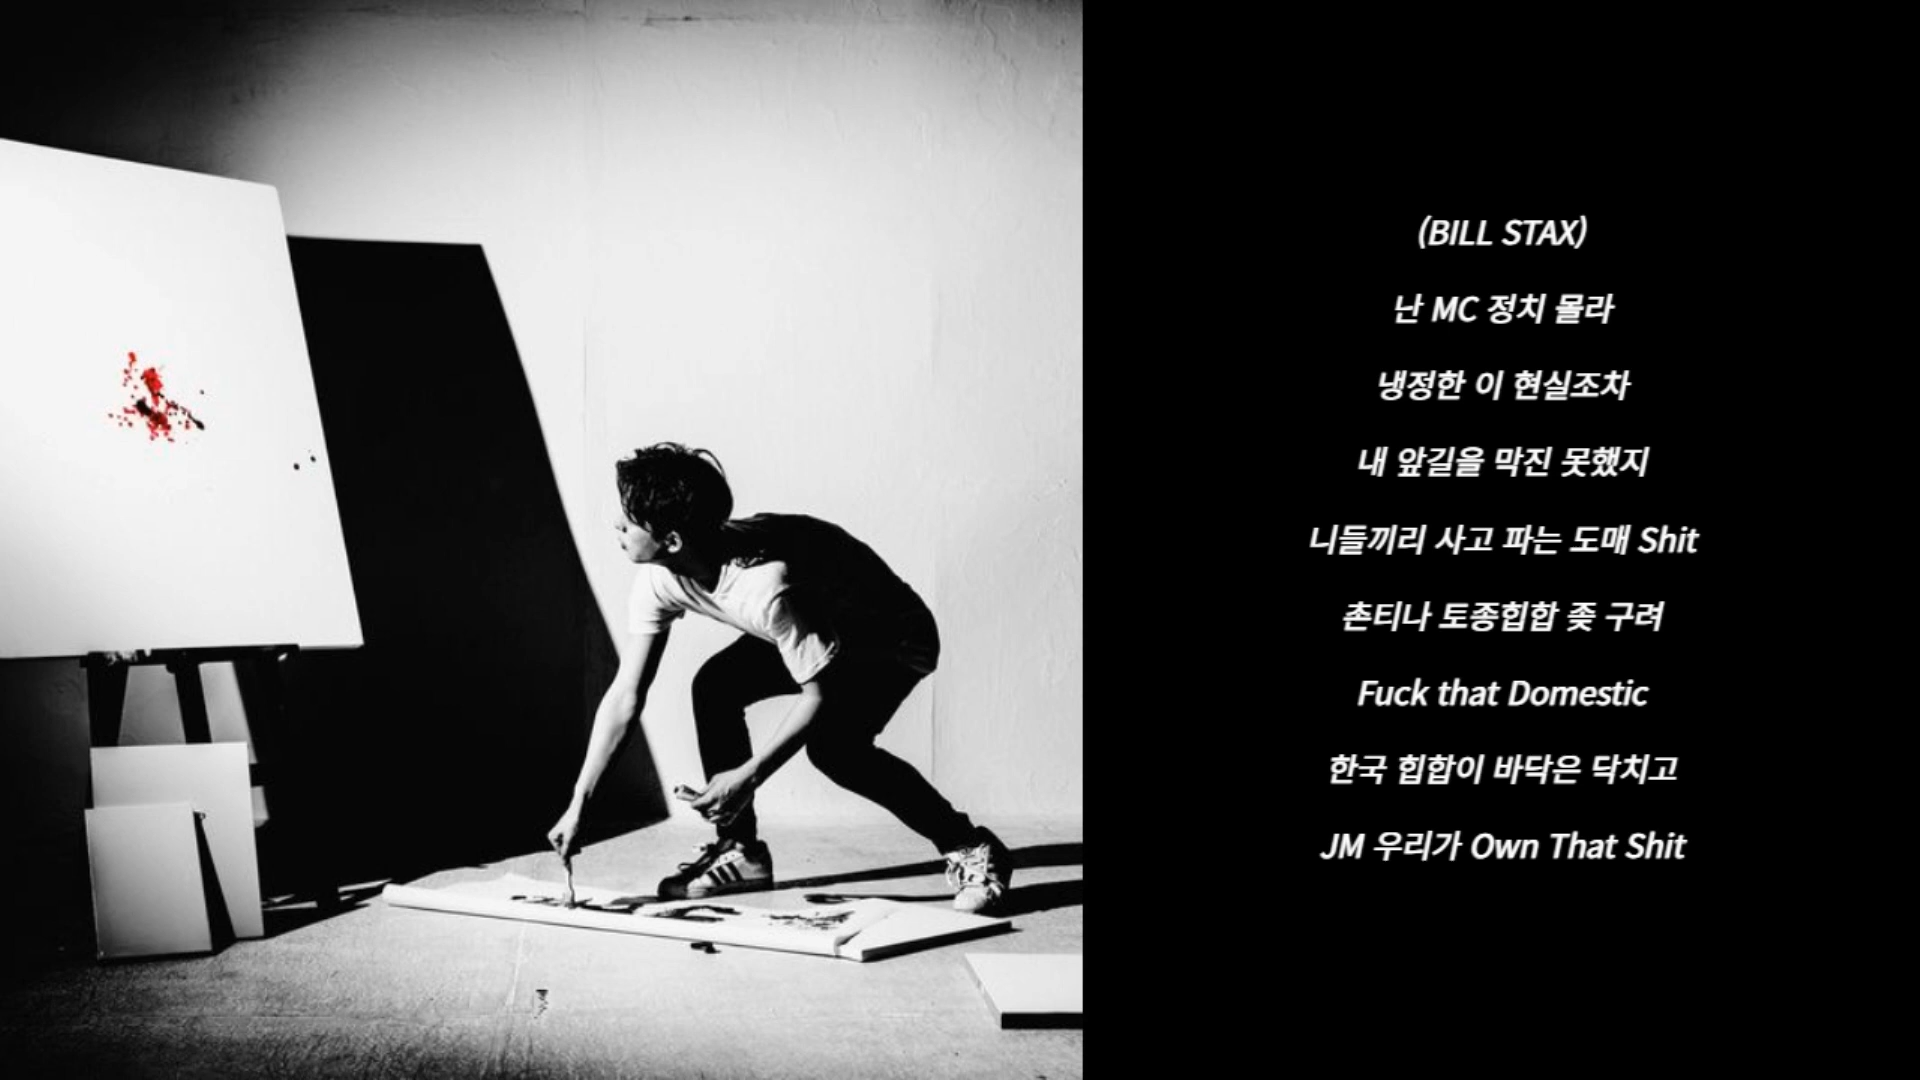 (BILL STAX)
난 MC 정치 몰라
냉정한 이 현실조차
내 앞길을 막진 못했지
니들끼리 사고 파는 도매 Shit
촌티나 토종힙합 좆 구려
Fuck that Domestic
한국 힙합이 바닥은 닥치고
JM 우리가 Own That Shit